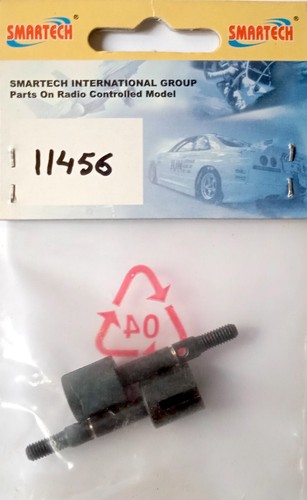 SMARTECH SMARTECH
SMARTECH INTERNATIONAL GROUP
Parts On Radio Controlled Model
11456
04